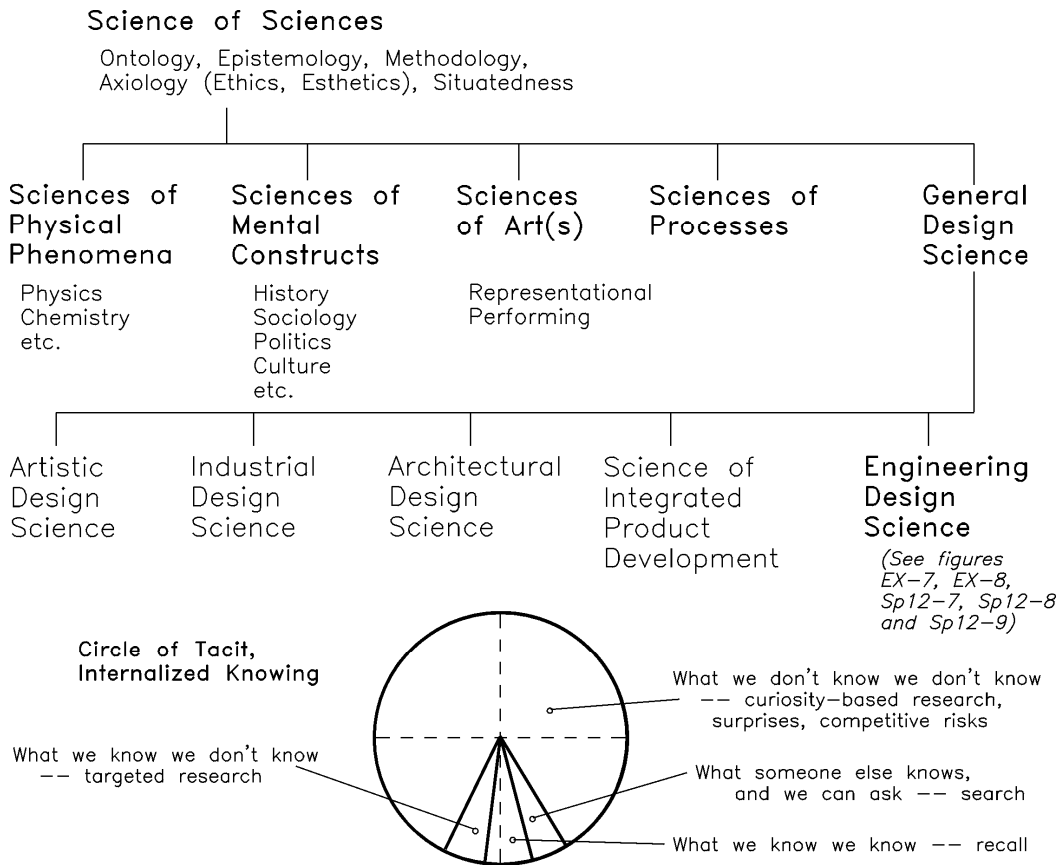 Science of Sciences
Ontology, Epistemology, Methodology,
Axiology (Ethics, Esthetics), Situatedness
Sciences of
Physical
Phenomena
Physics
Chemistry
etc.
Sciences of
Mental
Constructs
History
Sociology
Politics
Culture
etc.
Sciences
of Art(s)
Representational
Performing
Sciences of
Processes
General
Design
Science
Artistic
Design
Science
Industrial
Design
Science
Architectural
Design
Science
Science of
Integrated
Product
Development
Engineering
Design
Science
(See figures
EX-7, EX-8,
Sp12-7, Sp12-8
and Sp12-9)
Circle of Tacit,
Internalized Knowing
What we don't know we don't know
-- curiosity-based research,
surprises, competitive risks
What we know we don't know
-- targeted research
What someone else knows,
and we can ask -- search
What we know we know -- recall